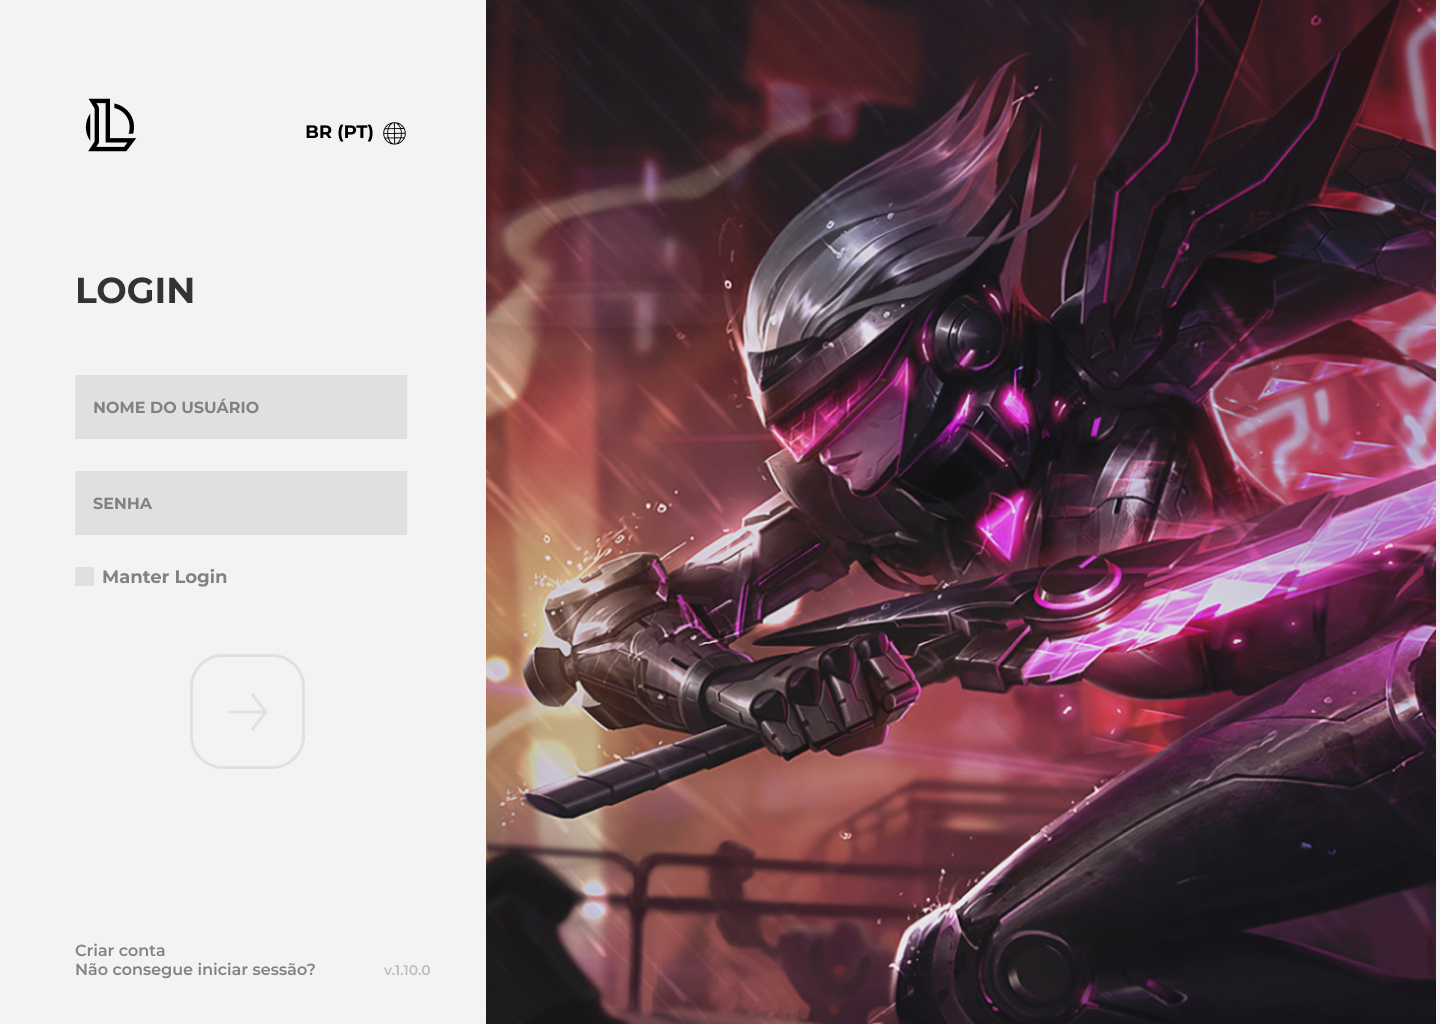 BR (PT)
LOGIN
NOME DO USUÁRIO
SENHA
Manter Login
Criar conta
Não consegue iniciar sessão?
v.1.10.0